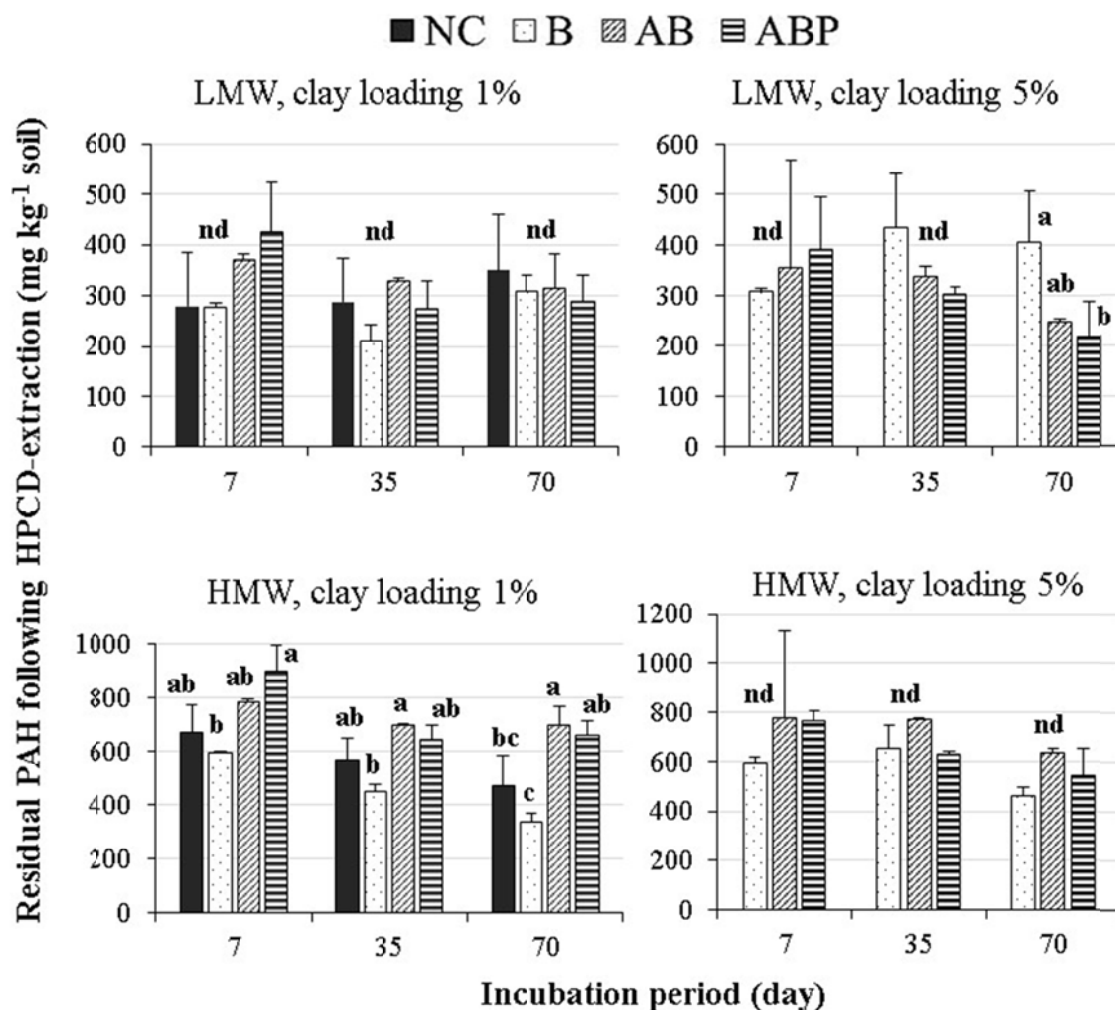 NC B AB ABP
LMW, clay loading 1%
LMW, clay loading 5%
Residual PAH following HPCD-extraction (mg kg⁻¹ soil)
600
500
400
300
200
100
0
nd
nd
nd
7 35 70
600
500
400
300
200
100
0
nd
nd
a
ab
b
7 35 70
HMW, clay loading 1%
HMW, clay loading 5%
1000
800
600
400
200
0
ab b ab a
ab b a ab
bc c a ab
7 35 70
1200
1000
800
600
400
200
0
nd
nd
nd
7 35 70
Incubation period (day)